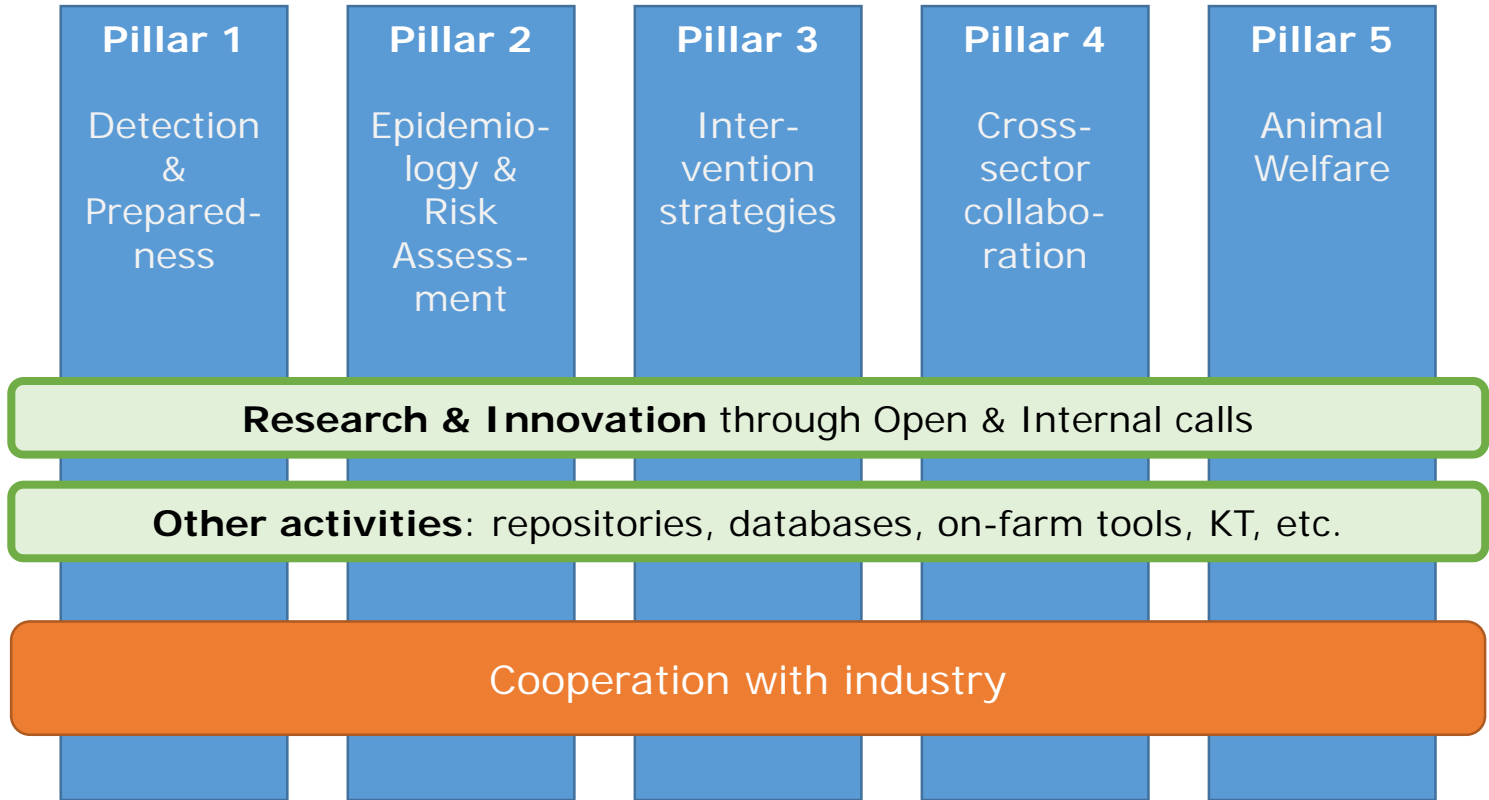 Pillar 1
Detection
&
Prepared-
ness
Pillar 2
Epidemio-
logy &
Risk
Assess-
ment
Pillar 3
Inter-
vention
strategies
Pillar 4
Cross-
sector
collabo-
ration
Pillar 5
Animal
Welfare
Research & Innovation through Open & Internal calls
Other activities: repositories, databases, on-farm tools, KT, etc.
Cooperation with industry